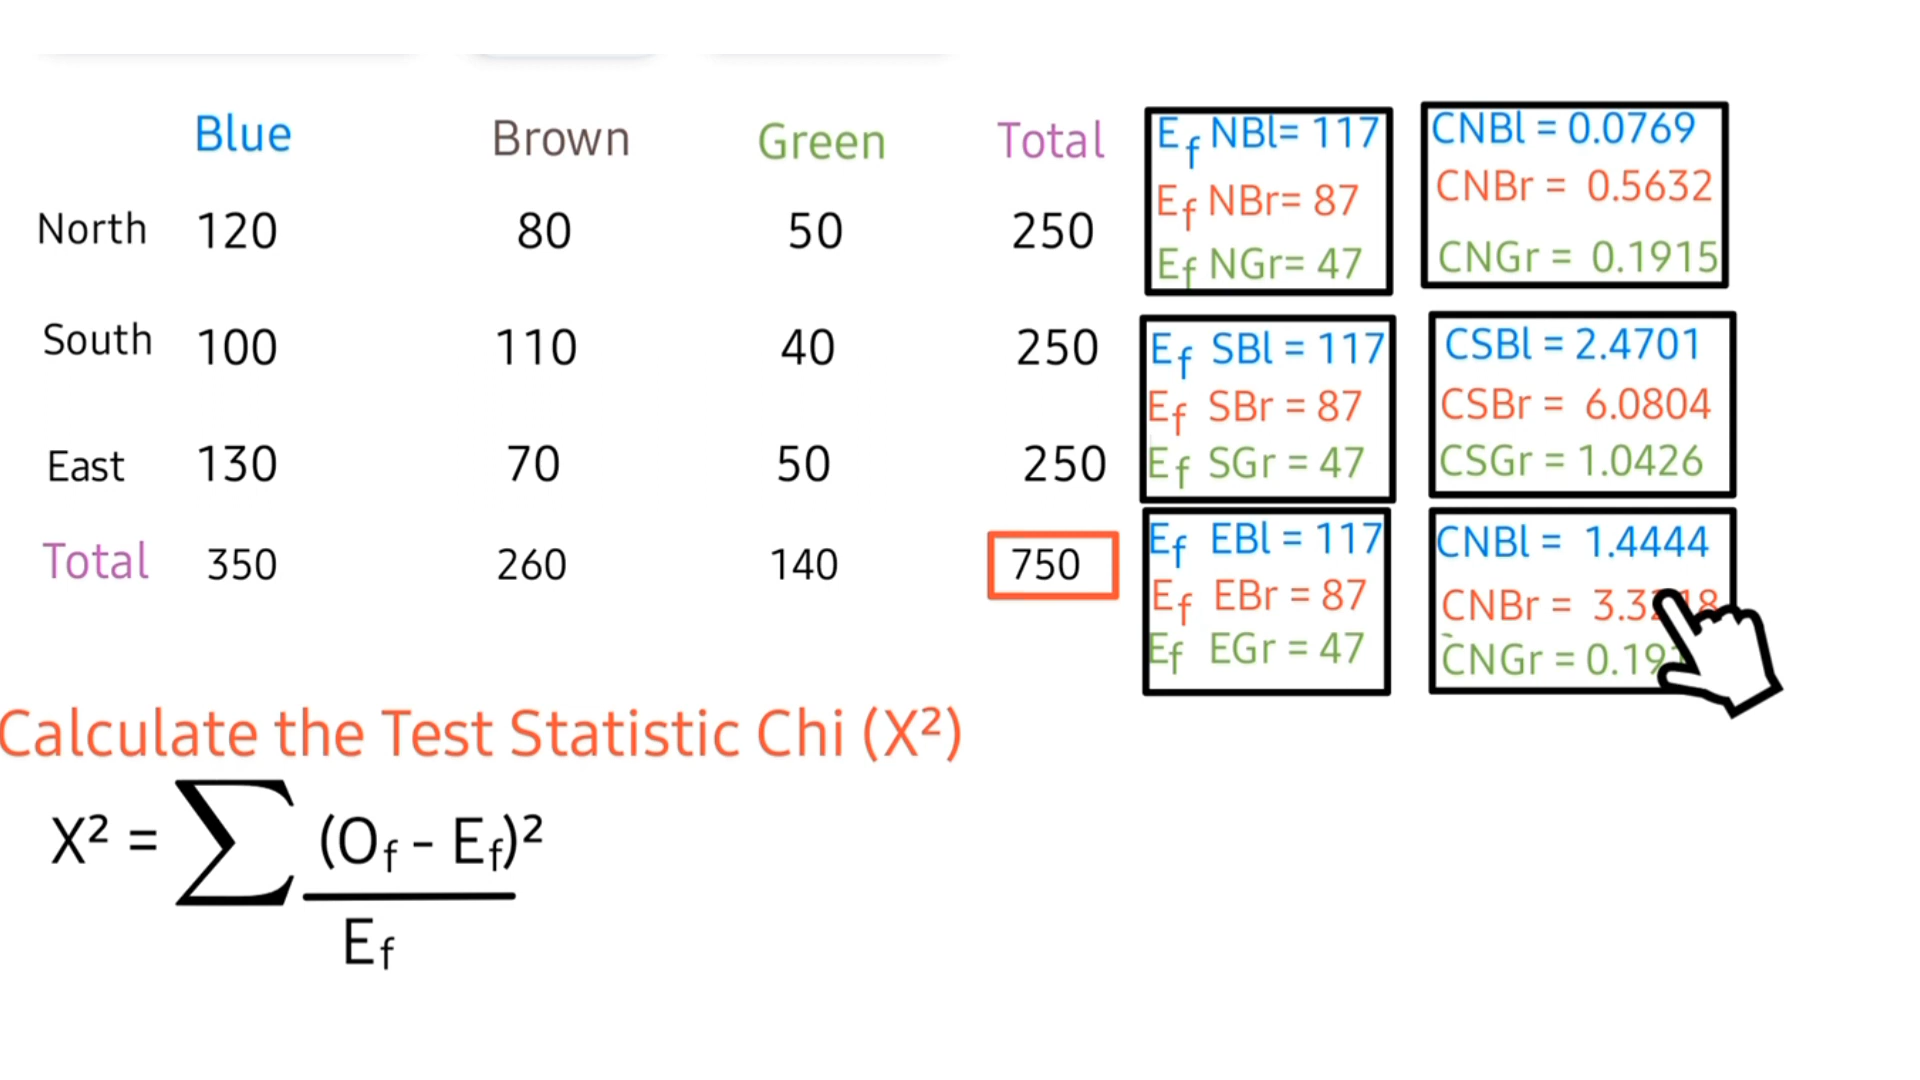 Blue Brown Green Total
North 120 80 50 250
South 100 110 40 250
East 130 70 50 250
Total 350 260 140 750
Ef NBl= 117
Ef NBr= 87
Ef NGr= 47
CNBl = 0.0769
CNBr = 0.5632
CNGr = 0.1915
Ef SBl = 117
Ef SBr = 87
Ef SGr = 47
CSBl = 2.4701
CSBr = 6.0804
CSGr = 1.0426
Ef EBl = 117
Ef EBr = 87
Ef EGr = 47
CNBl = 1.4444
CNBr =
CNGr =
Calculate the Test Statistic Chi (X²)
X² = ∑ (Of - Ef)²
Ef